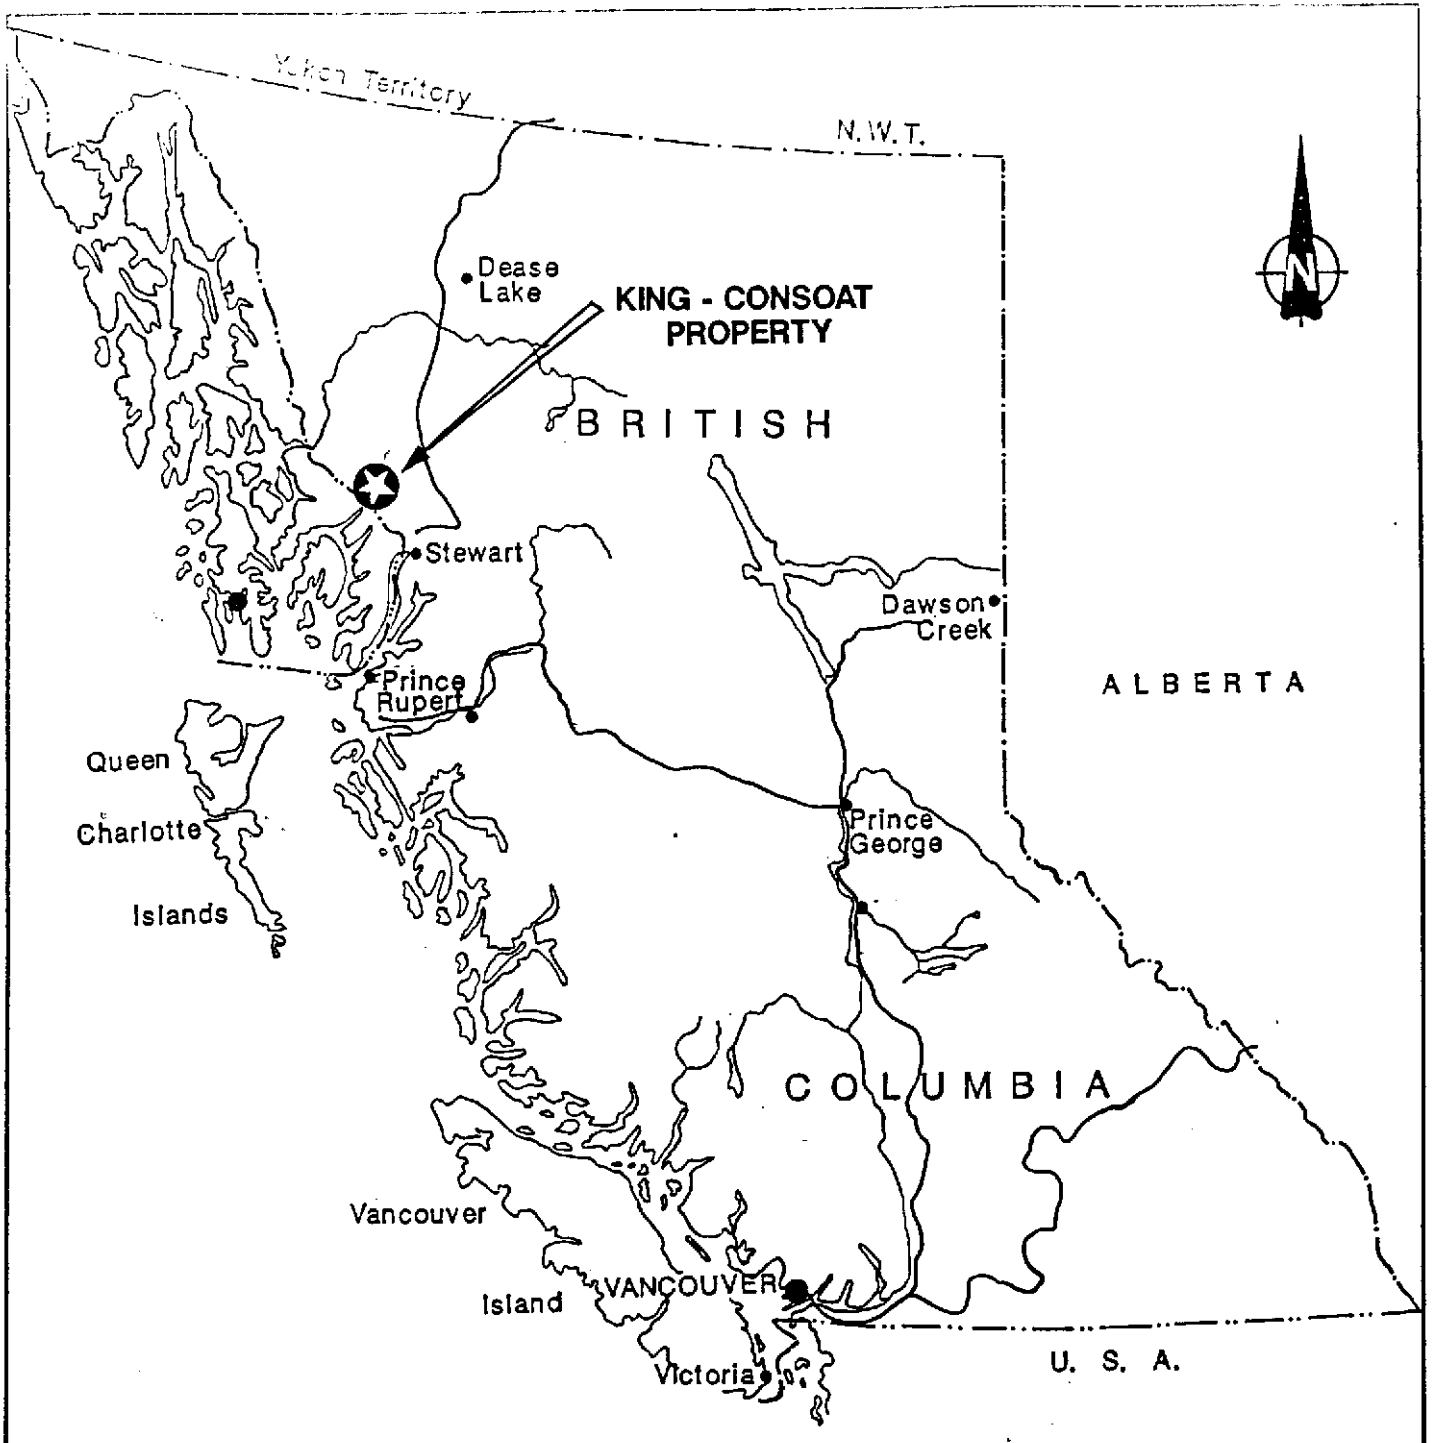 Yukon Territory
N.W.T.
N
Dease
Lake
KING - CONSOAT
PROPERTY
BRITISH
Stewart
Dawson
Creek
ALBERTA
Prince
Rupert
Queen
Charlotte
Islands
Prince
George
COLUMBIA
Vancouver
Island
VANCOUVER
Victoria
U. S. A.